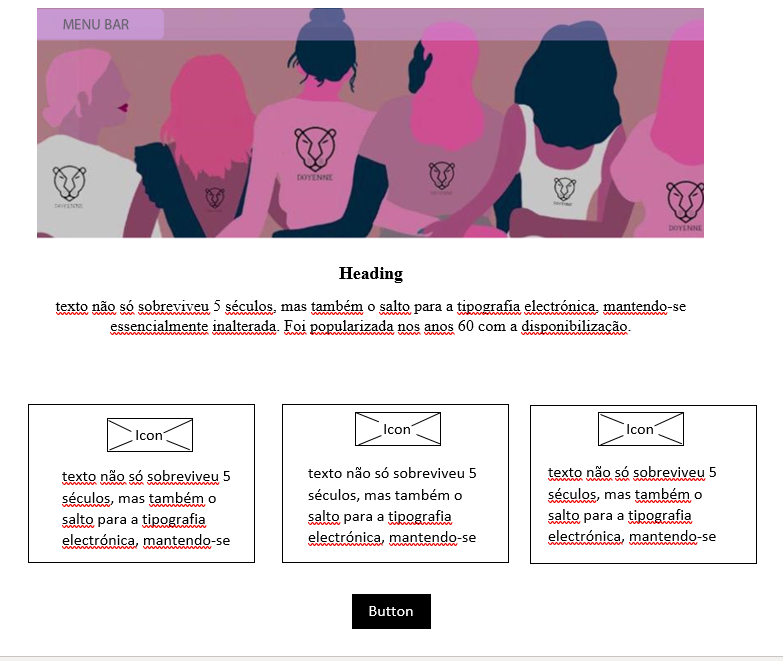 MENU BAR
DOYENNE
DOYENNE
DOYENNE
Heading
texto não só sobreviveu 5 séculos, mas também o salto para a tipografia electrónica, mantendo-se
essencialmente inalterada. Foi popularizada nos anos 60 com a disponibilização.
Icon
texto não só sobreviveu 5
séculos, mas também o
salto para a tipografia
electrónica, mantendo-se
Icon
texto não só sobreviveu 5
séculos, mas também o
salto para a tipografia
electrónica, mantendo-se
Icon
texto não só sobreviveu 5
séculos, mas também o
salto para a tipografia
electrónica, mantendo-se
Button